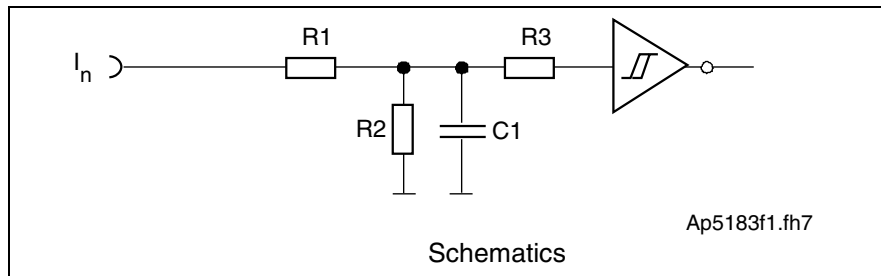 R1
R3
In
R2
C1
Ap5183f1.fh7
Schematics